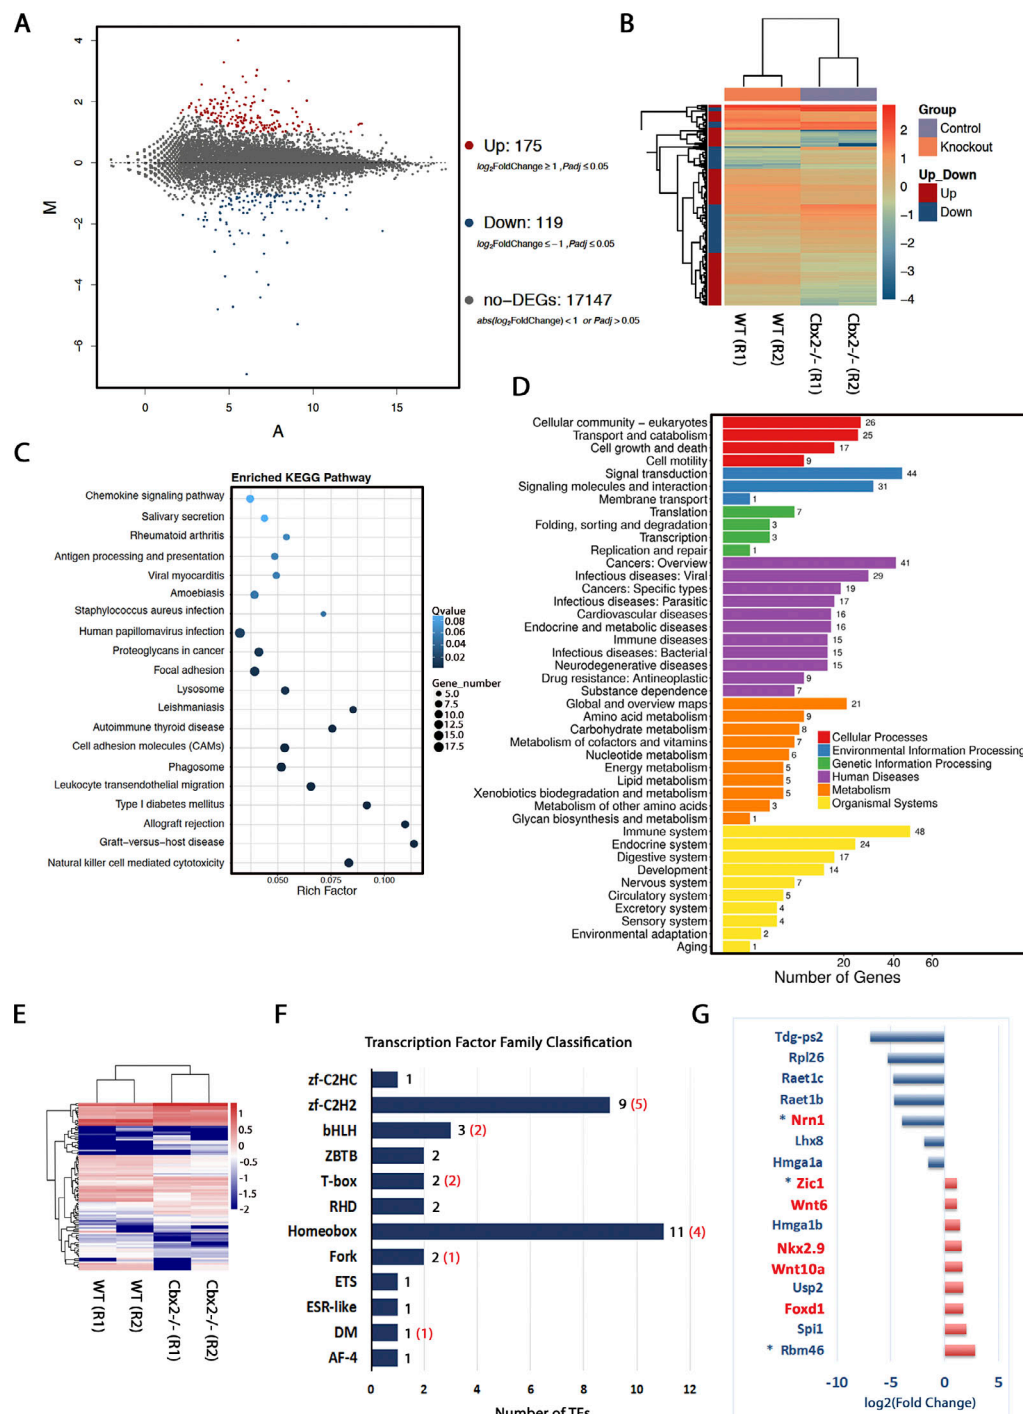 A
4
2
0
−2
−4
−6
M
0
5
10
15
A
Up: 175
log2FoldChange ≥ 1 ,Padj ≤ 0.05
Down: 119
log2FoldChange ≤ −1 ,Padj ≤ 0.05
no−DEGs: 17147
abs(log2FoldChange) < 1 or Padj > 0.05
B
2
1
0
−1
−2
−3
−4
Group
Control
Knockout
Up_Down
Up
Down
WT (R1)
WT (R2)
Cbx2-/- (R1)
Cbx2-/- (R2)
C
Enriched KEGG Pathway
Chemokine signaling pathway
Salivary secretion
Rheumatoid arthritis
Antigen processing and presentation
Viral myocarditis
Amoebiasis
Staphylococcus aureus infection
Human papillomavirus infection
Proteoglycans in cancer
Focal adhesion
Lysosome
Leishmaniasis
Autoimmune thyroid disease
Cell adhesion molecules (CAMs)
Phagosome
Leukocyte transendothelial migration
Type I diabetes mellitus
Allograft rejection
Graft−versus−host disease
Natural killer cell mediated cytotoxicity
0.050
0.075
0.100
Rich Factor
Qvalue
0.08
0.06
0.04
0.02
Gene_number
5.0
7.5
10.0
12.5
15.0
17.5
D
Cellular community − eukaryotes 26
Transport and catabolism 25
Cell growth and death 17
Cell motility 9
Signal transduction 44
Signaling molecules and interaction 31
Membrane transport 1
Translation 7
Folding, sorting and degradation 3
Transcription 3
Replication and repair 1
Cancers: Overview 41
Infectious diseases: Viral 29
Cancers: Specific types 19
Infectious diseases: Parasitic 17
Cardiovascular diseases 16
Endocrine and metabolic diseases 16
Immune diseases 15
Infectious diseases: Bacterial 15
Neurodegenerative diseases 15
Drug resistance: Antineoplastic 9
Substance dependence 7
Global and overview maps 21
Amino acid metabolism 9
Carbohydrate metabolism 8
Metabolism of cofactors and vitamins 7
Nucleotide metabolism 6
Energy metabolism 5
Lipid metabolism 5
Xenobiotics biodegradation and metabolism 5
Metabolism of other amino acids 3
Glycan biosynthesis and metabolism 1
Immune system 48
Endocrine system 24
Digestive system 17
Development 14
Nervous system 7
Circulatory system 5
Excretory system 4
Sensory system 4
Environmental adaptation 2
Aging 1
20
40
60
Number of Genes
Cellular Processes
Environmental Information Processing
Genetic Information Processing
Human Diseases
Metabolism
Organismal Systems
E
1
0.5
0
−0.5
−1
−1.5
−2
WT (R1)
WT (R2)
Cbx2-/- (R1)
Cbx2-/- (R2)
F
Transcription Factor Family Classification
zf-C2HC 1
zf-C2H2 9 (5)
bHLH 3 (2)
ZBTB 2
T-box 2 (2)
RHD 2
Homeobox 11 (4)
Fork 2 (1)
ETS 1
ESR-like 1
DM 1 (1)
AF-4 1
0 2 4 6 8 10 12
Number of TFs
G
Tdg-ps2
Rpl26
Raet1c
Raet1b
* Nrn1
Lhx8
Hmga1a
* Zic1
Wnt6
Hmga1b
Nkx2.9
Wnt10a
Usp2
Foxd1
Spi1
* Rbm46
-10 -5 0 5
log2(Fold Change)